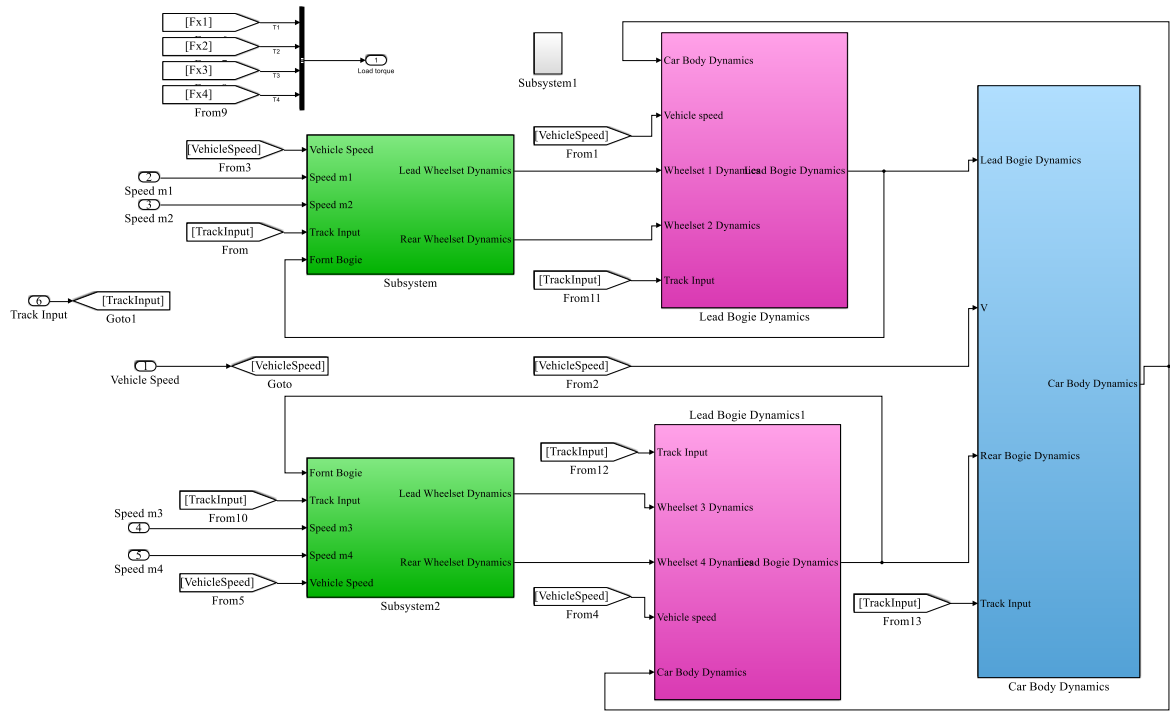 [Fx1]
T1
[Fx2]
T2
[Fx3]
T3
[Fx4]
T4
From9
1
Load torque
Subsystem1
Car Body Dynamics
Vehicle speed
Wheelset 1 Dynamics
Lead Bogie Dynamics
Wheelset 2 Dynamics
Track Input
Lead Bogie Dynamics
[VehicleSpeed]
From1
[TrackInput]
From11
[VehicleSpeed]
From3
2
Speed m1
3
Speed m2
[TrackInput]
From
Vehicle Speed
Speed m1
Speed m2
Track Input
Fornt Bogie
Lead Wheelset Dynamics
Rear Wheelset Dynamics
Subsystem
6
Track Input
[TrackInput]
Goto1
1
Vehicle Speed
[VehicleSpeed]
Goto
[VehicleSpeed]
From2
Lead Bogie Dynamics
V
Car Body Dynamics
Rear Bogie Dynamics
Track Input
Car Body Dynamics
Lead Bogie Dynamics1
[TrackInput]
From12
Track Input
Wheelset 3 Dynamics
Wheelset 4 Dynamics
Lead Bogie Dynamics
Vehicle speed
Car Body Dynamics
[VehicleSpeed]
From4
[TrackInput]
From13
Fornt Bogie
Track Input
Speed m3
Speed m4
Vehicle Speed
Lead Wheelset Dynamics
Rear Wheelset Dynamics
Subsystem2
[TrackInput]
From10
Speed m3
4
5
Speed m4
[VehicleSpeed]
From5